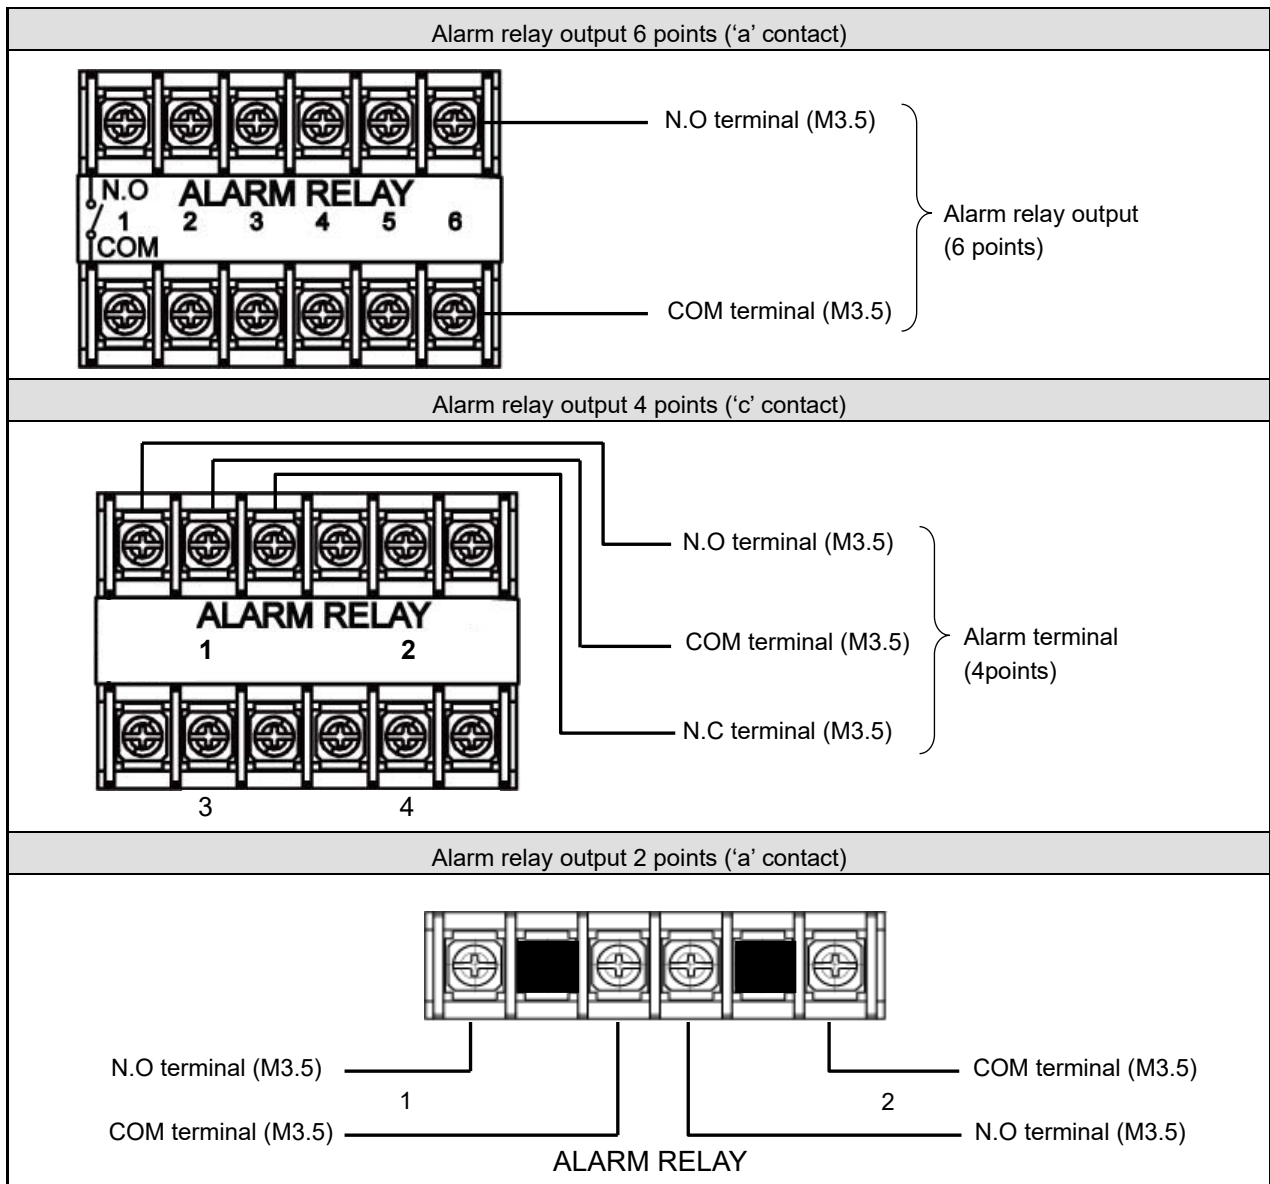 Alarm relay output 6 points (‘a’ contact)
N.O terminal (M3.5)
N.O ALARM RELAY
1 2 3 4 5 6
COM
Alarm relay output
(6 points)
COM terminal (M3.5)
Alarm relay output 4 points (‘c’ contact)
N.O terminal (M3.5)
ALARM RELAY
1 2
COM terminal (M3.5)
Alarm terminal
(4points)
N.C terminal (M3.5)
3 4
Alarm relay output 2 points (‘a’ contact)
N.O terminal (M3.5)
COM terminal (M3.5)
1 2
COM terminal (M3.5)
N.O terminal (M3.5)
ALARM RELAY